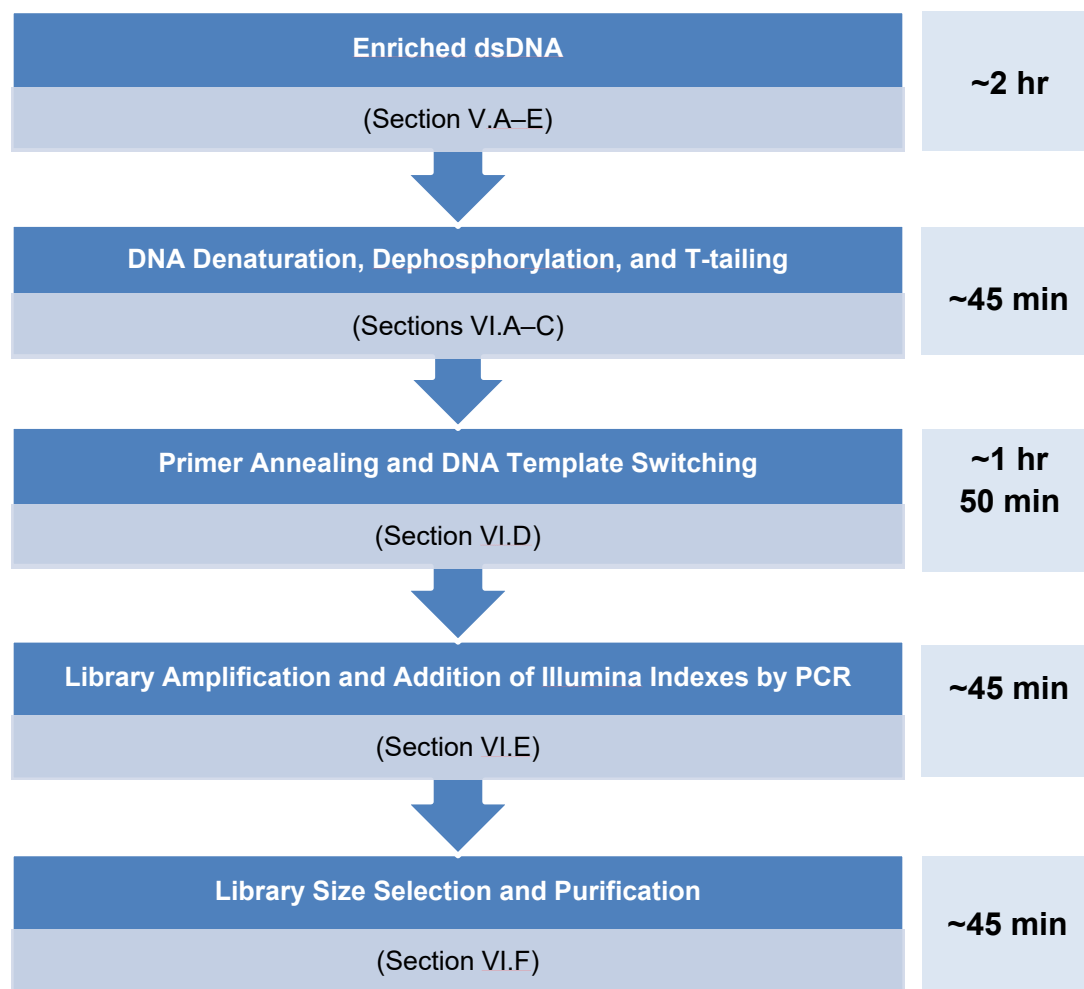 Enriched dsDNA
(Section V.A–E)
~2 hr
DNA Denaturation, Dephosphorylation, and T-tailing
(Sections VI.A–C)
~45 min
Primer Annealing and DNA Template Switching
(Section VI.D)
~1 hr
50 min
Library Amplification and Addition of Illumina Indexes by PCR
(Section VI.E)
~45 min
Library Size Selection and Purification
(Section VI.F)
~45 min